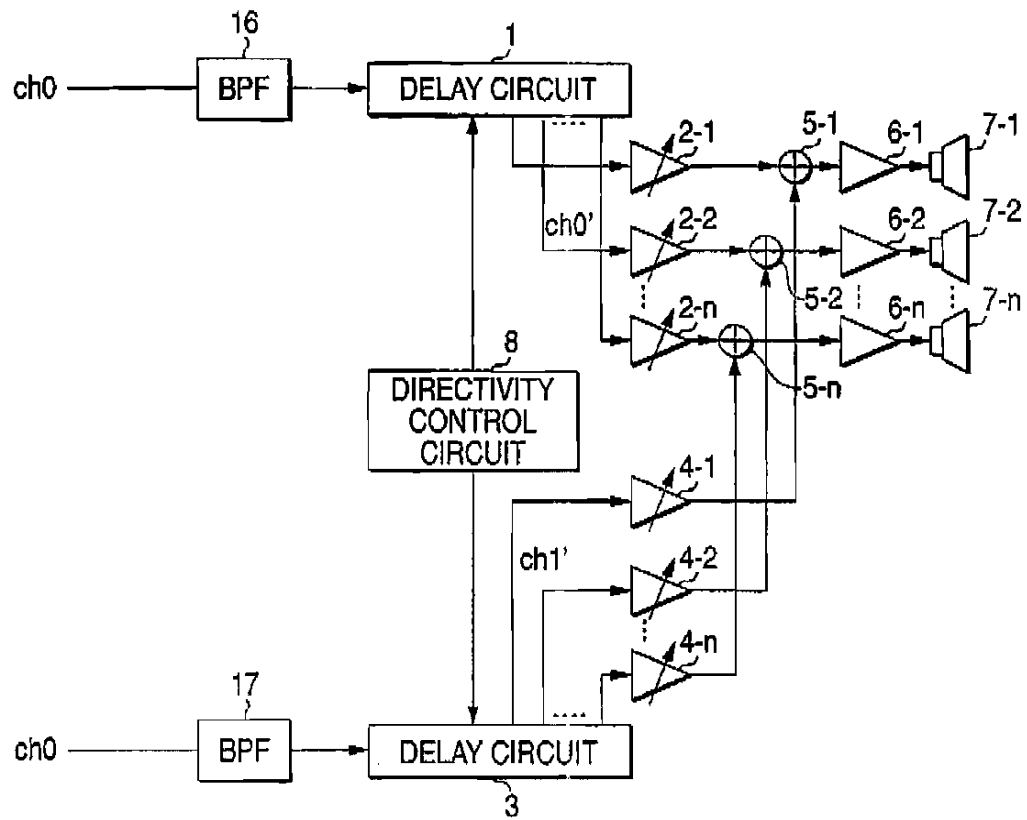 16
1
ch0
BPF
DELAY CIRCUIT
2-1
5-1
6-1
7-1
ch0'
2-2
5-2
6-2
7-2
2-n
5-n
6-n
7-n
8
DIRECTIVITY
CONTROL
CIRCUIT
4-1
ch1'
4-2
4-n
17
ch0
BPF
DELAY CIRCUIT
3